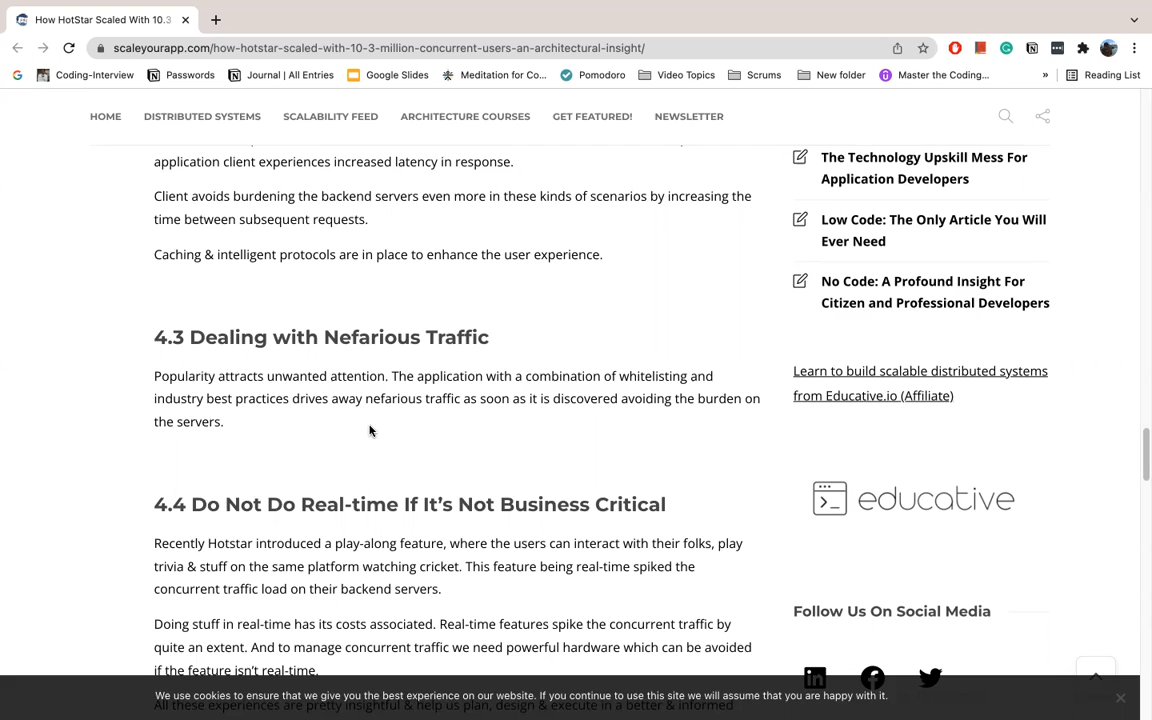 How HotStar Scaled With 10.3
scaleyourapp.com/how-hotstar-scaled-with-10-3-million-concurrent-users-an-architectural-insight/
Coding-Interview
Passwords
Journal | All Entries
Google Slides
Meditation for Co...
Pomodoro
Video Topics
Scrums
New folder
Master the Coding...
»
Reading List
HOME
DISTRIBUTED SYSTEMS
SCALABILITY FEED
ARCHITECTURE COURSES
GET FEATURED!
NEWSLETTER
application client experiences increased latency in response.
Client avoids burdening the backend servers even more in these kinds of scenarios by increasing the
time between subsequent requests.
Caching & intelligent protocols are in place to enhance the user experience.
4.3 Dealing with Nefarious Traffic
Popularity attracts unwanted attention. The application with a combination of whitelisting and
industry best practices drives away nefarious traffic as soon as it is discovered avoiding the burden on
the servers.
4.4 Do Not Do Real-time If It’s Not Business Critical
Recently Hotstar introduced a play-along feature, where the users can interact with their folks, play
trivia & stuff on the same platform watching cricket. This feature being real-time spiked the
concurrent traffic load on their backend servers.
Doing stuff in real-time has its costs associated. Real-time features spike the concurrent traffic by
quite an extent. And to manage concurrent traffic we need powerful hardware which can be avoided
if the feature isn’t real-time.
All these experiences are pretty insightful & help us plan, design & execute in a better & informed
The Technology Upskill Mess For
Application Developers
Low Code: The Only Article You Will
Ever Need
No Code: A Profound Insight For
Citizen and Professional Developers
Learn to build scalable distributed systems
from Educative.io (Affiliate)
educative
Follow Us On Social Media
We use cookies to ensure that we give you the best experience on our website. If you continue to use this site we will assume that you are happy with it.